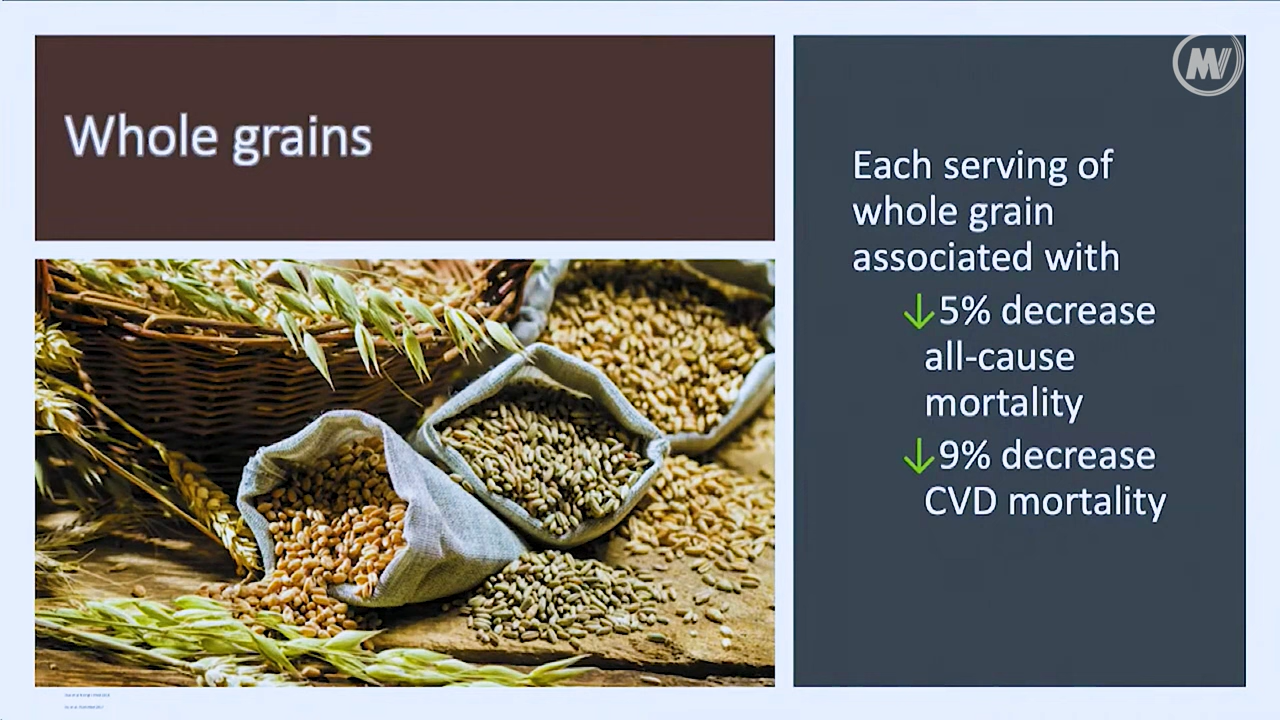 Whole grains
Each serving of
whole grain
associated with
↓5% decrease
all-cause
mortality
↓9% decrease
CVD mortality